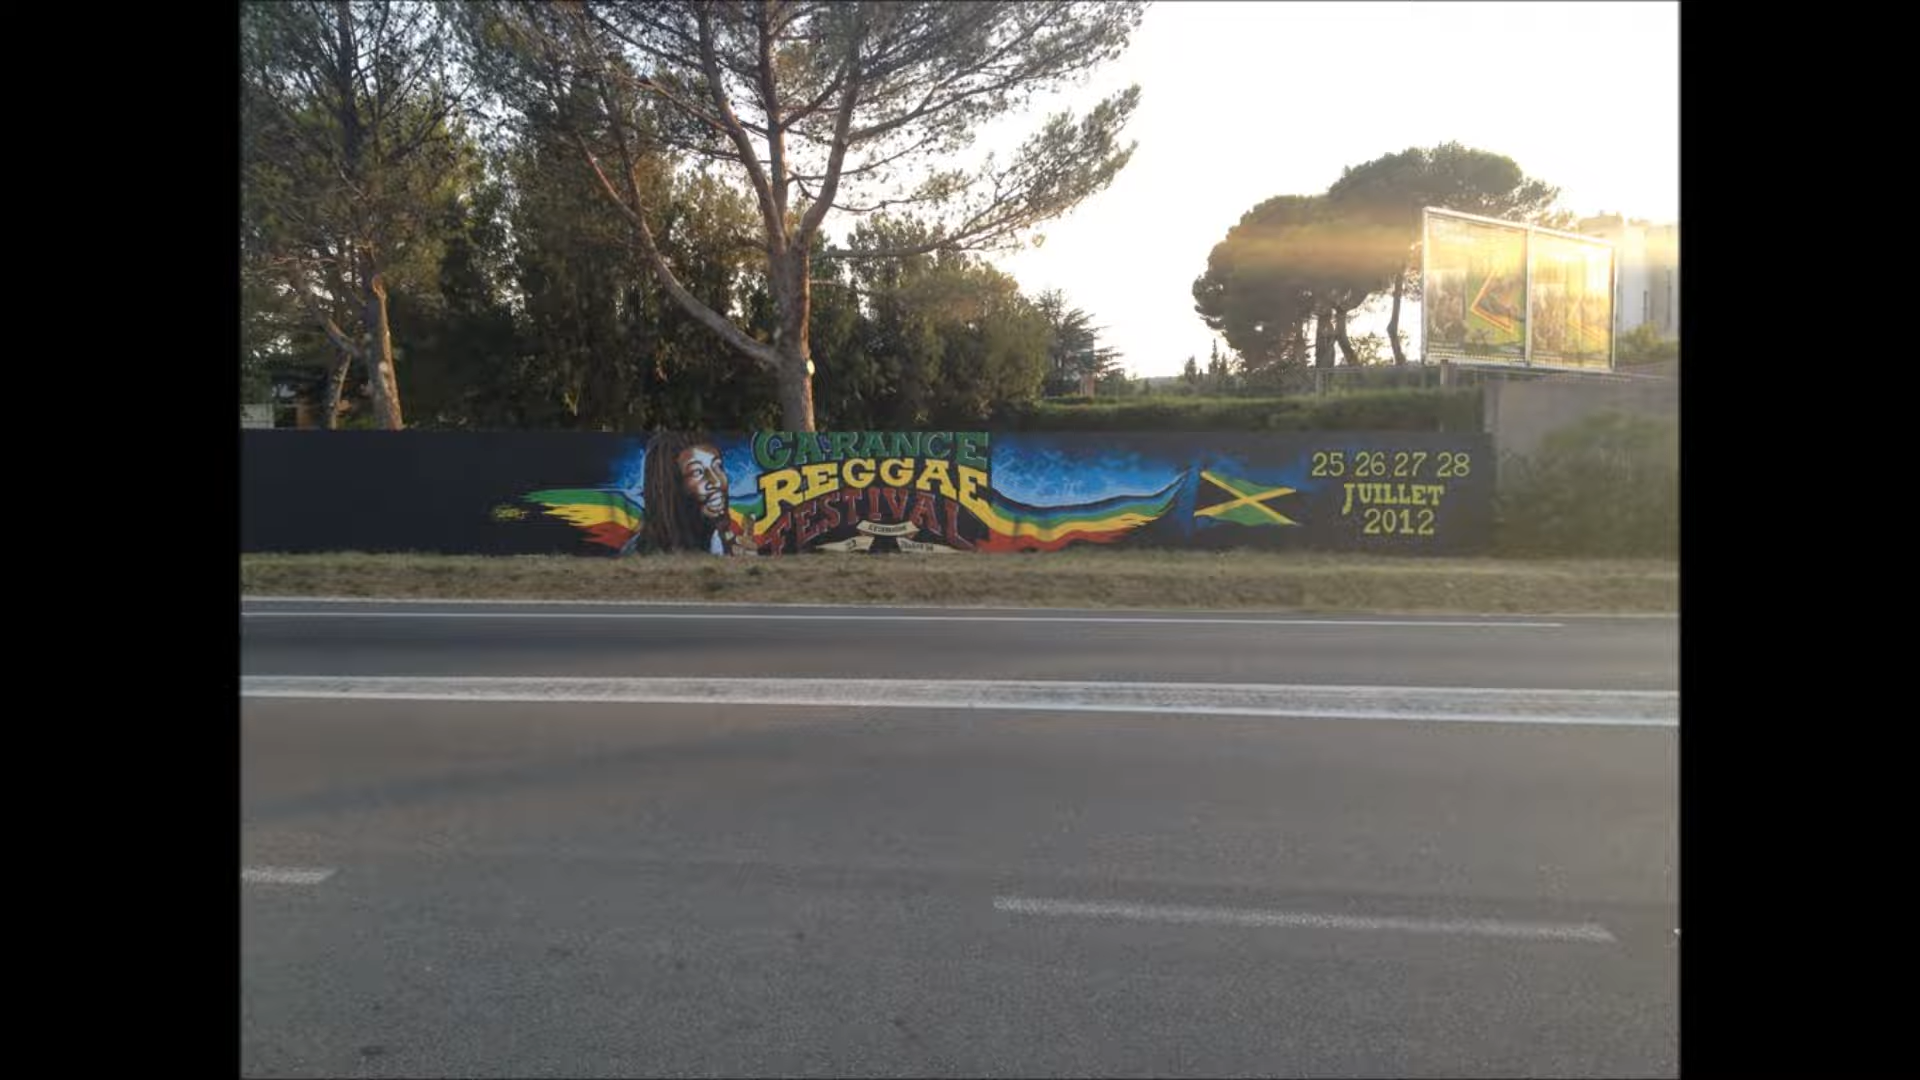 GARANCE
REGGAE
FESTIVAL
25 26.27 28
JUILLET
2012